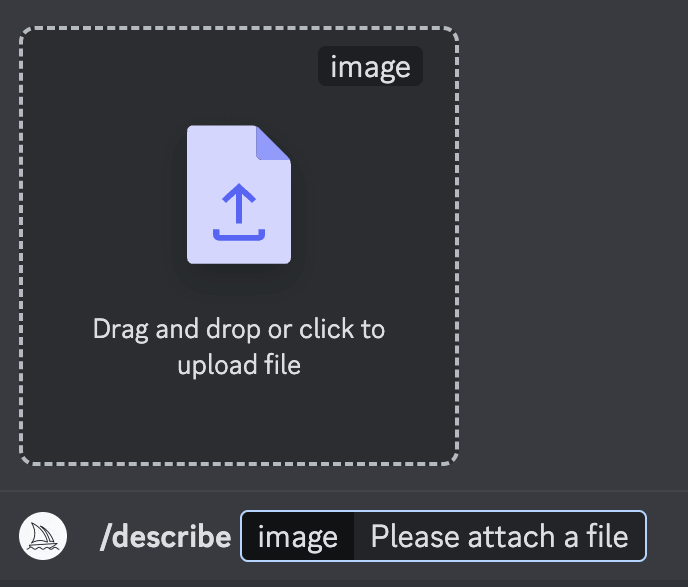 image
Drag and drop or click to
upload file
/describe image Please attach a file